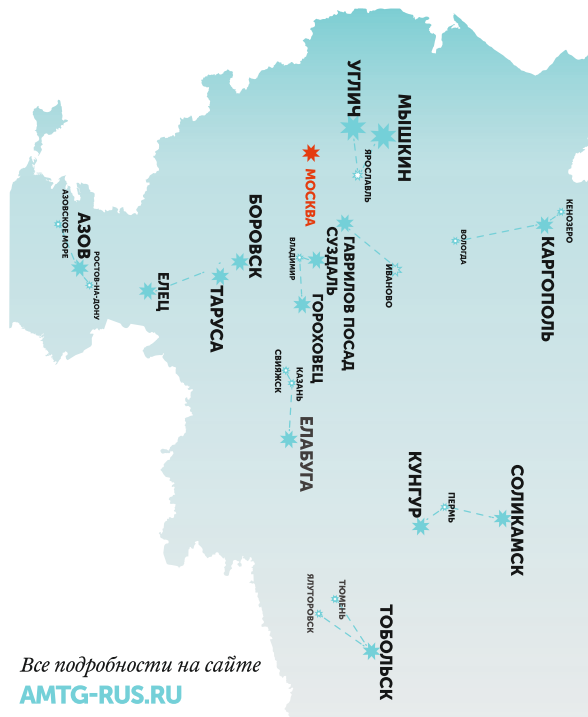 УГЛИЧ
МЫШКИН
ЯРОСЛАВЛЬ
МОСКВА
КЕНОЗЕРО
КАРГОПОЛЬ
ВОЛОГДА
ГАВРИЛОВ ПОСАД
СУЗДАЛЬ
ИВАНОВО
ВЛАДИМИР
ГОРОХОВЕЦ
БОРОВСК
ТАРУСА
ЕЛЕЦ
АЗОВ
АЗОВСКОЕ МОРЕ
РОСТОВ-НА-ДОНУ
СВИЯЖСК
КАЗАНЬ
ЕЛАБУГА
КУНГУР
ПЕРМЬ
СОЛИКАМСК
ТЮМЕНЬ
ЯЛУТОРОВСК
ТОБОЛЬСК
Все подробности на сайте
AMTG-RUS.RU